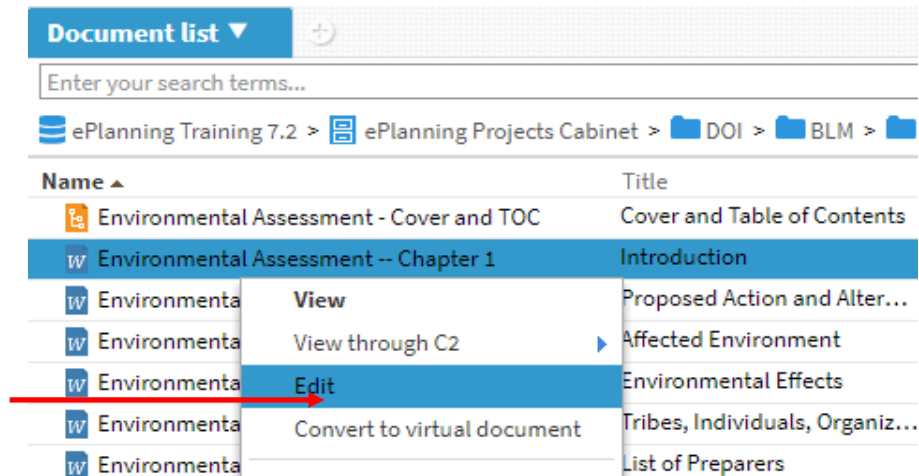 Document list ▼
Enter your search terms...
ePlanning Training 7.2 > ePlanning Projects Cabinet > DOI > BLM >
Name Title
Environmental Assessment - Cover and TOC Cover and Table of Contents
Environmental Assessment -- Chapter 1 Introduction
Environmenta View Proposed Action and Alter...
Environmenta View through C2 Affected Environment
Environmenta Edit Environmental Effects
Environmenta Convert to virtual document Tribes, Individuals, Organiz...
Environmenta List of Preparers